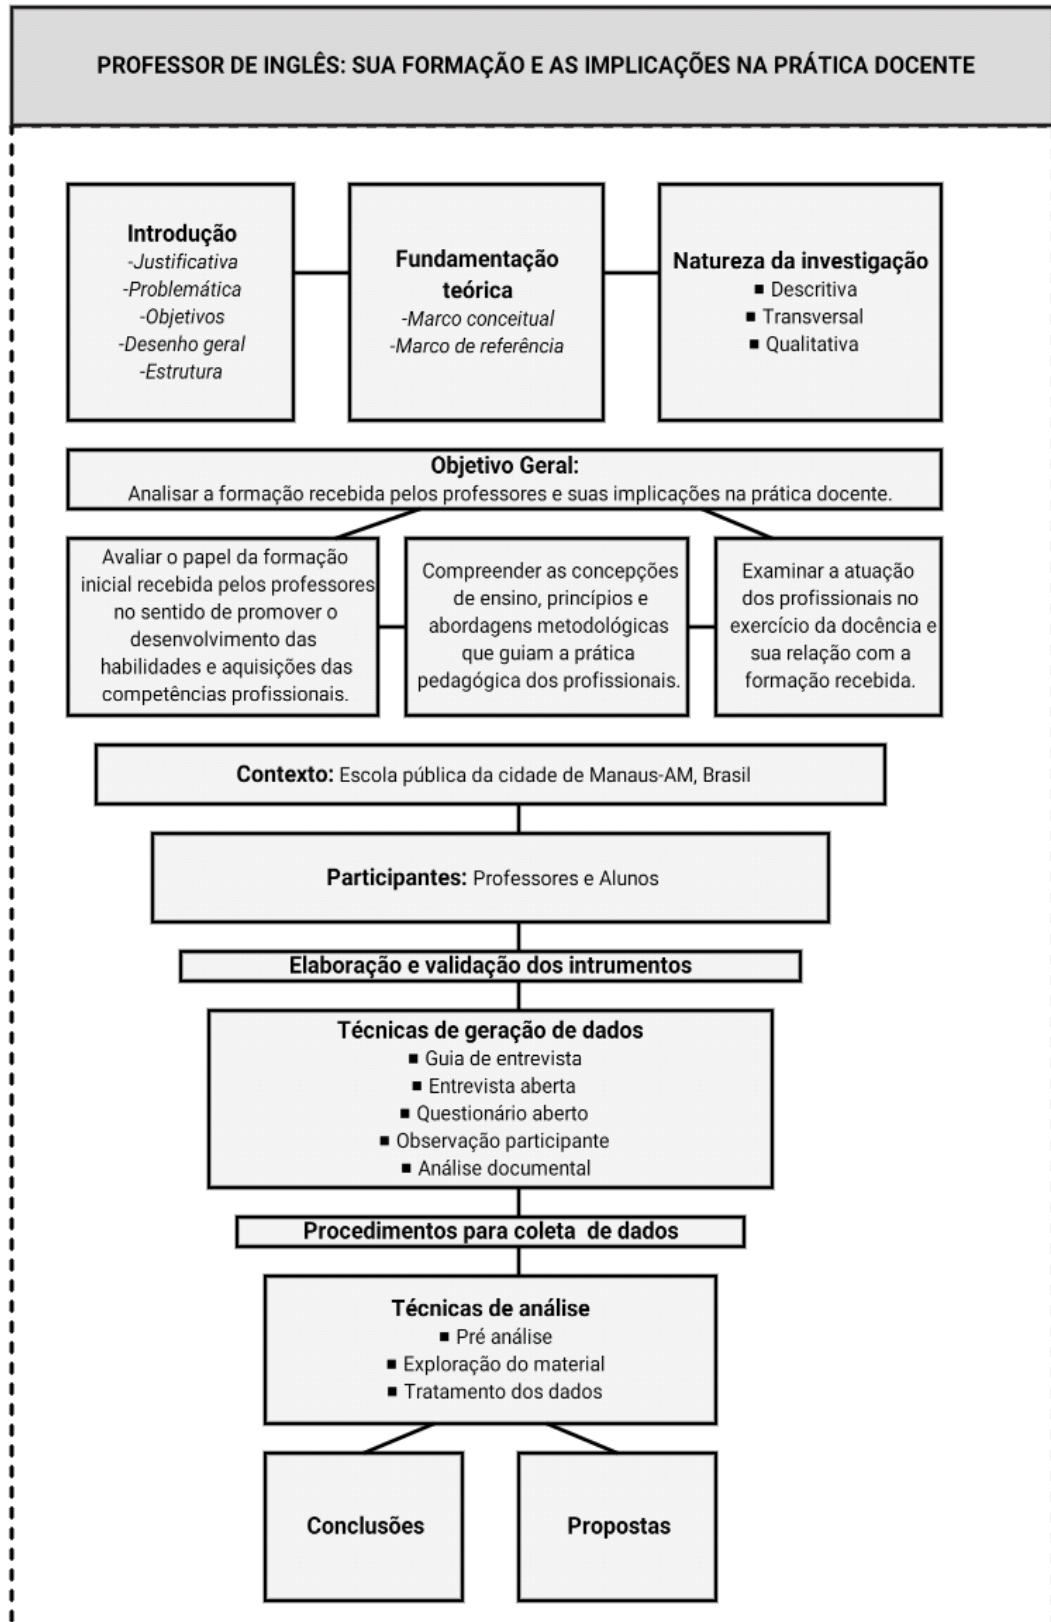 PROFESSOR DE INGLÊS: SUA FORMAÇÃO E AS IMPLICAÇÕES NA PRÁTICA DOCENTE
Introdução
-Justificativa
-Problemática
-Objetivos
-Desenho geral
-Estrutura
Fundamentação
teórica
-Marco conceitual
-Marco de referência
Natureza da investigação
▪ Descritiva
▪ Transversal
▪ Qualitativa
Objetivo Geral:
Analisar a formação recebida pelos professores e suas implicações na prática docente.
Avaliar o papel da formação
inicial recebida pelos professores
no sentido de promover o
desenvolvimento das
habilidades e aquisições das
competências profissionais.
Compreender as concepções
de ensino, princípios e
abordagens metodológicas
que guiam a prática
pedagógica dos profissionais.
Examinar a atuação
dos profissionais no
exercício da docência e
sua relação com a
formação recebida.
Contexto: Escola pública da cidade de Manaus-AM, Brasil
Participantes: Professores e Alunos
Elaboração e validação dos intrumentos
Técnicas de geração de dados
▪ Guia de entrevista
▪ Entrevista aberta
▪ Questionário aberto
▪ Observação participante
▪ Análise documental
Procedimentos para coleta  de dados
Técnicas de análise
▪ Pré análise
▪ Exploração do material
▪ Tratamento dos dados
Conclusões
Propostas